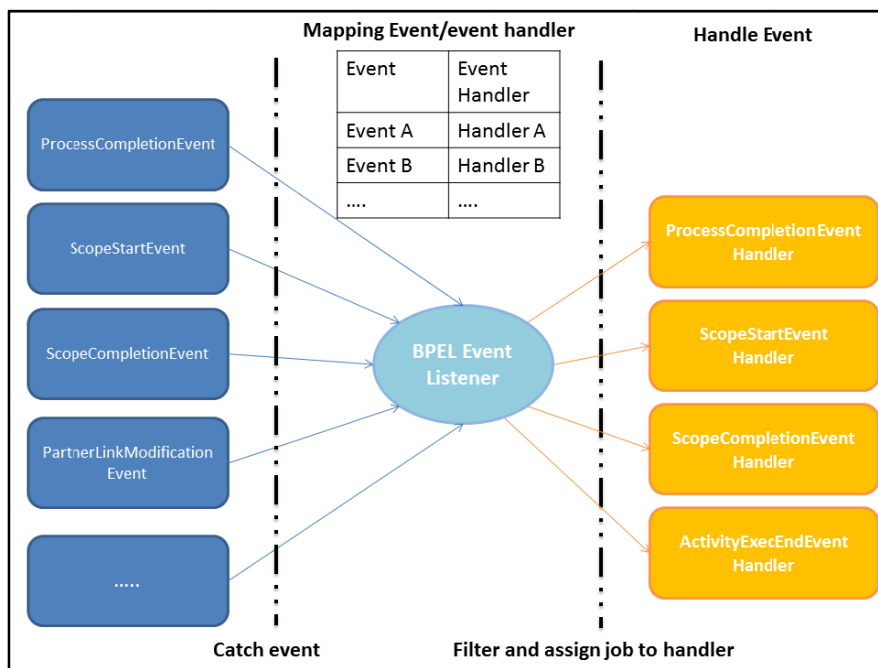 Mapping Event/event handler
Handle Event
Event
Event
Handler
Event A
Handler A
Event B
Handler B
....
....
ProcessCompletionEvent
ScopeStartEvent
ScopeCompletionEvent
PartnerLinkModification
Event
.....
BPEL Event
Listener
ProcessCompletionEvent
Handler
ScopeStartEvent
Handler
ScopeCompletionEvent
Handler
ActivityExecEndEvent
Handler
Catch event
Filter and assign job to handler